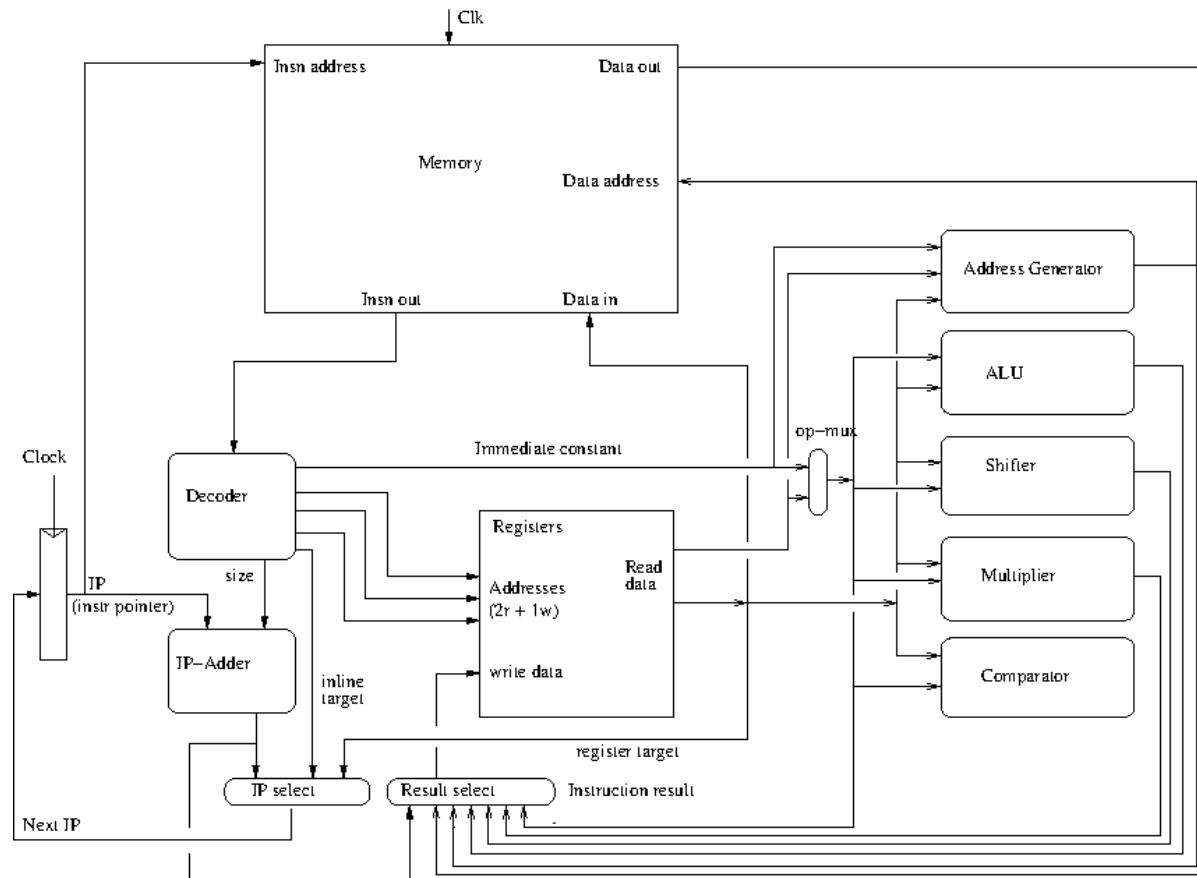 Clk
Insn address
Data out
Memory
Data address
Address Generator
Insn out
Data in
ALU
op-mux
Immediate constant
Clock
Decoder
Shifter
Registers
Read
data
size
IP
(instr pointer)
Addresses
(2r + 1w)
Multiplier
IP-Adder
write data
inline
target
Comparator
register target
IP select
Result select
Instruction result
Next IP